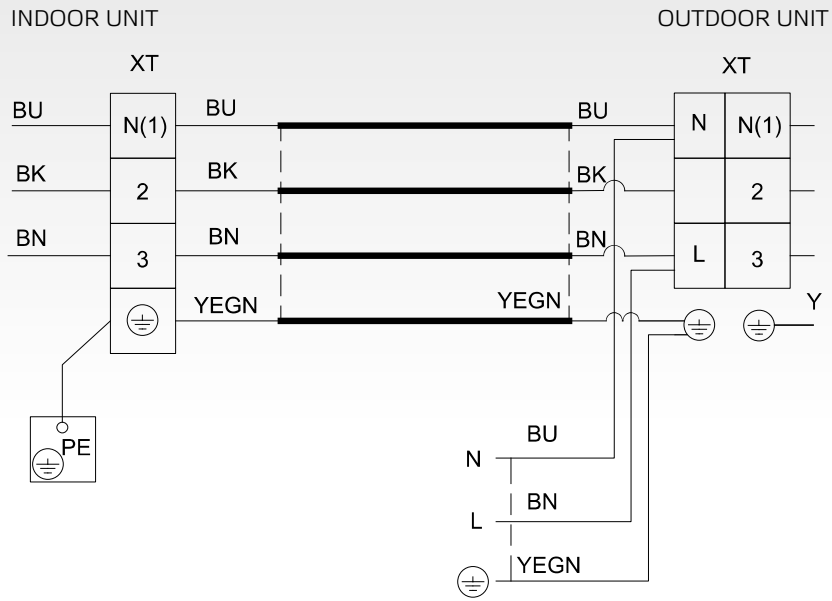 INDOOR UNIT
OUTDOOR UNIT
XT
XT
BU
N(1)
BU
BU
N
N(1)
BK
2
BK
BK
2
BN
3
BN
BN
L
3
YEGN
YEGN
Y
PE
N
BU
L
BN
YEGN